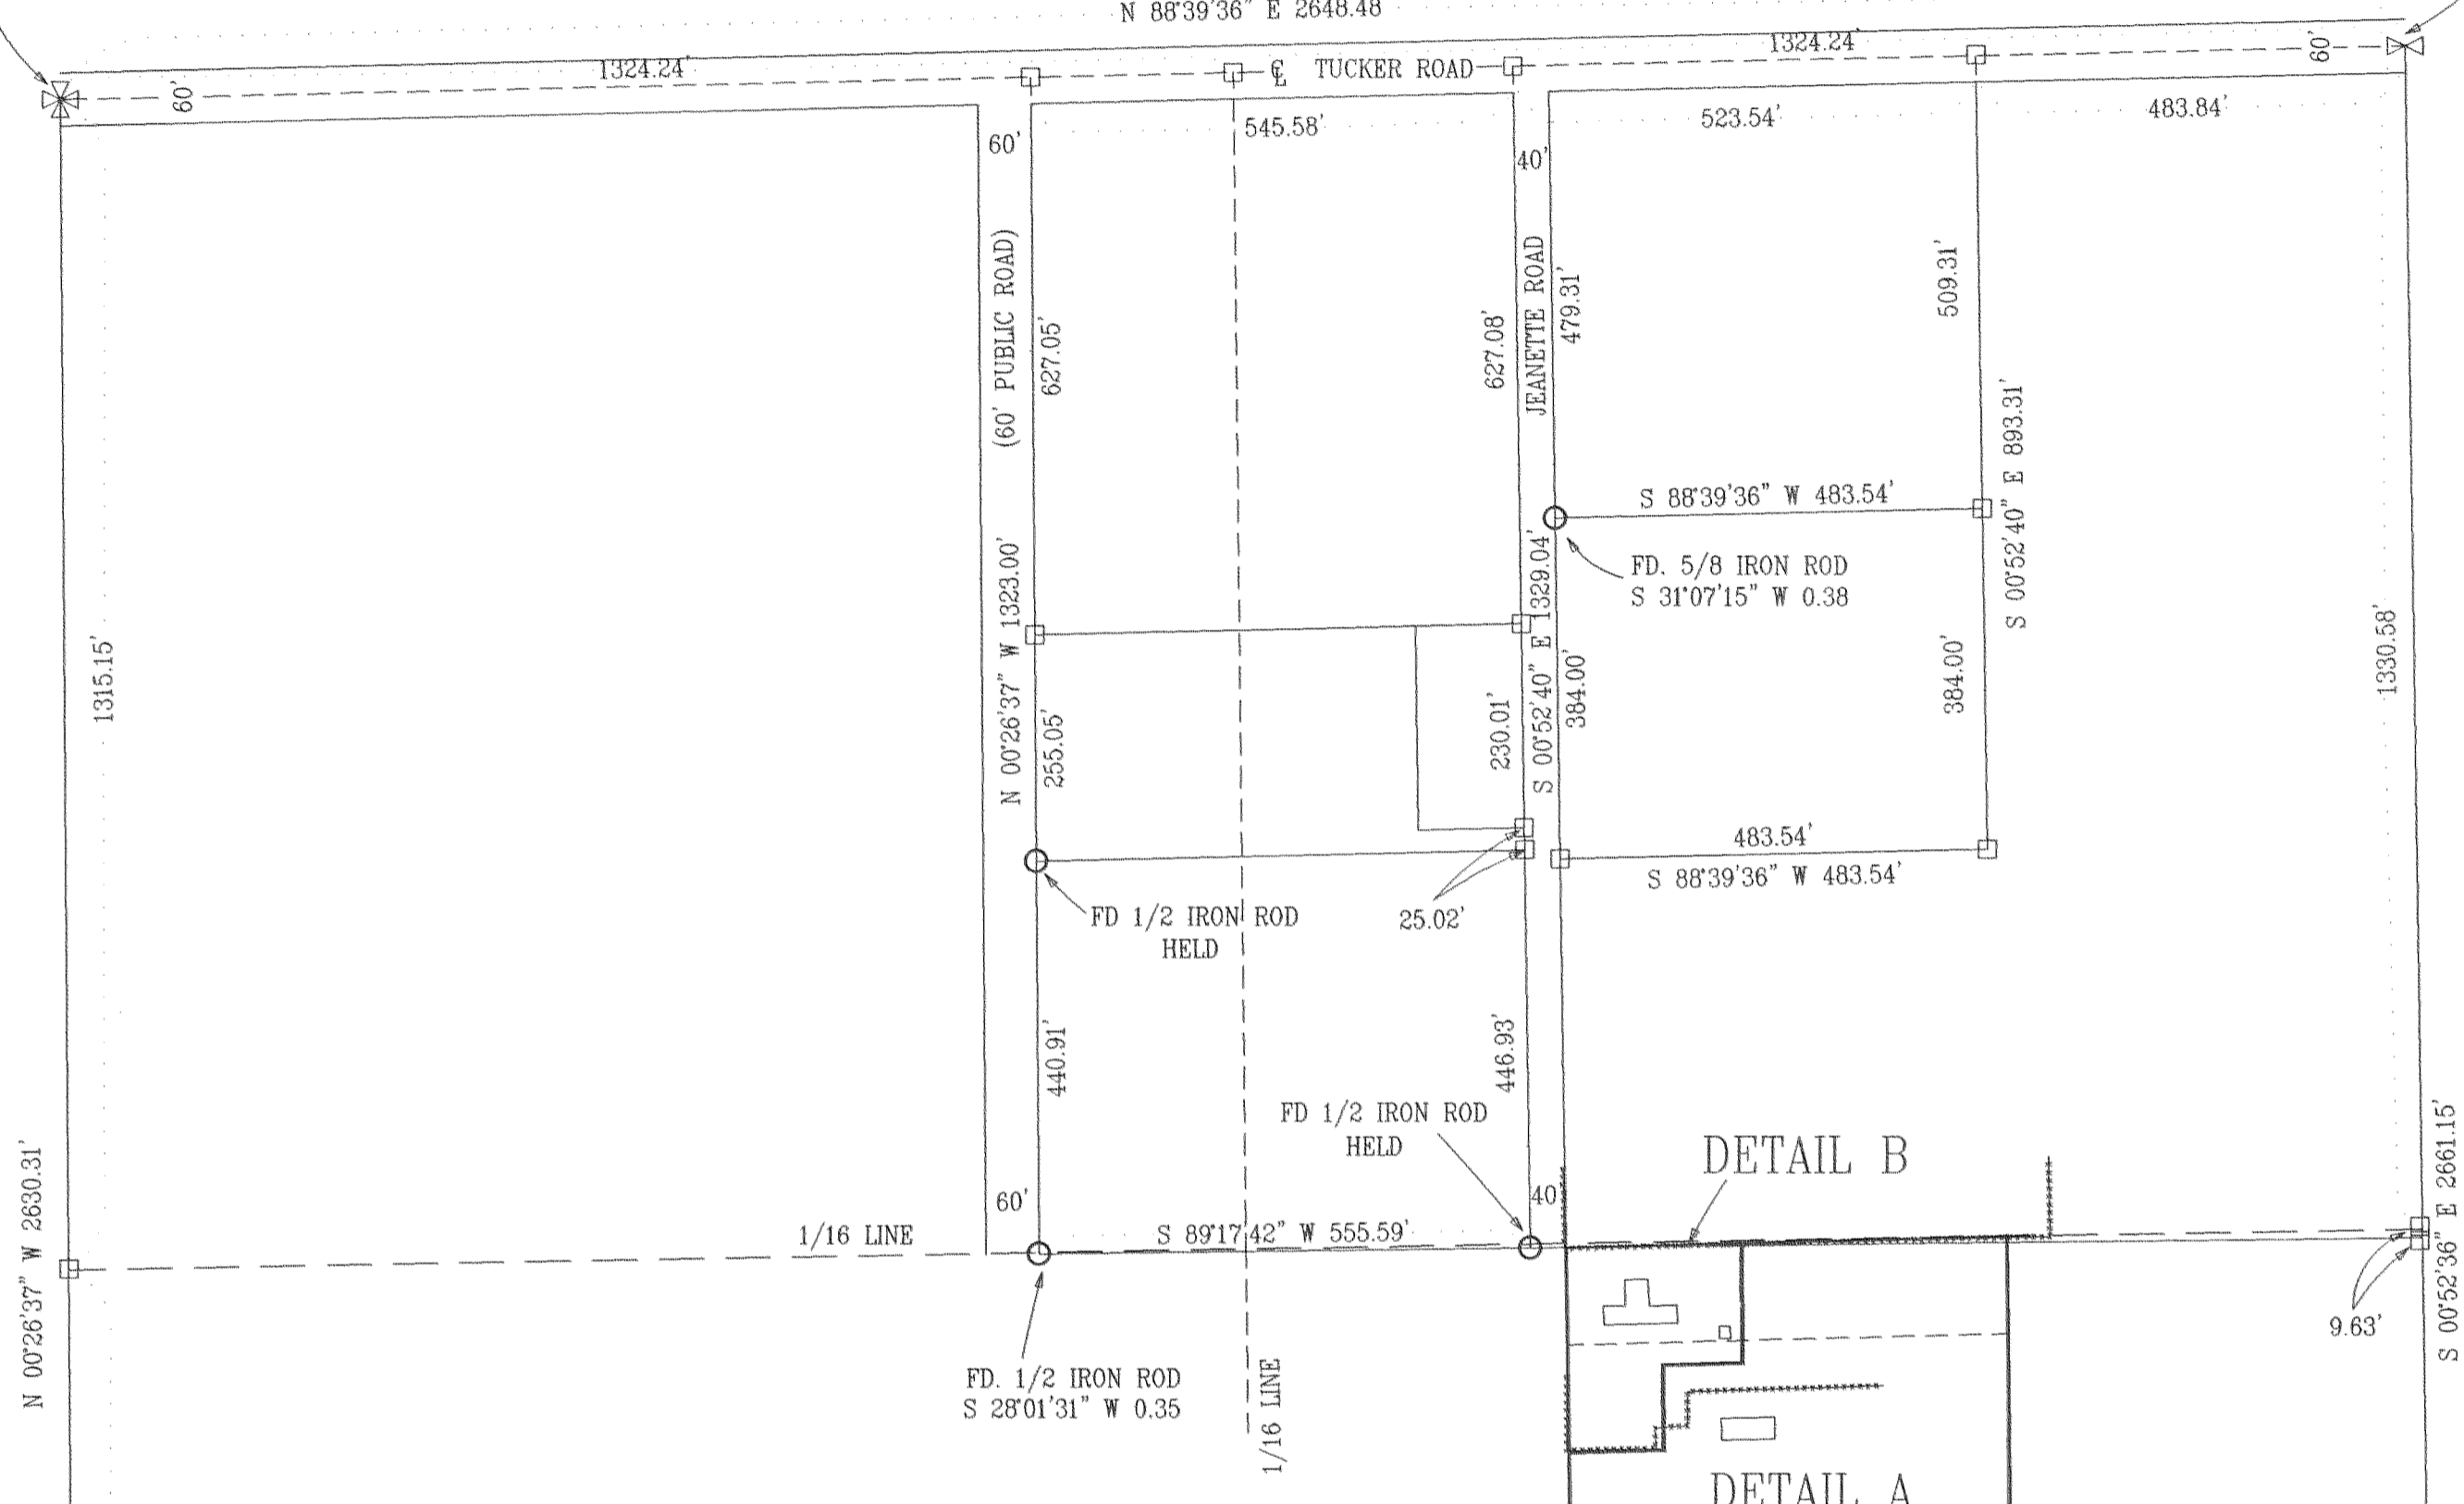 N 88°39'36" E 2648.48
1324.24'
60'
℄ TUCKER ROAD
1324.24'
60'
60'
545.58'
40'
523.54'
483.84'
(60' PUBLIC ROAD)
627.05'
627.08'
JEANETTE ROAD
479.31'
509.31'
S 88°39'36" W 483.54'
FD. 5/8 IRON ROD
S 31°07'15" W 0.38
S 00°52'40" E 893.31'
1315.15'
N 00°26'37" W 1323.00'
255.05'
230.01'
S 00°52'40" E 1329.04'
384.00'
384.00'
1330.58'
483.54'
S 88°39'36" W 483.54'
25.02'
FD 1/2 IRON ROD
HELD
440.91'
446.93'
FD 1/2 IRON ROD
HELD
DETAIL B
N 00°26'37" W 2630.31'
60'
40'
1/16 LINE
S 89°17'42" W 555.59'
S 00°52'36" E 2661.15'
9.63'
FD. 1/2 IRON ROD
S 28°01'31" W 0.35
1/16 LINE
DETAIL A